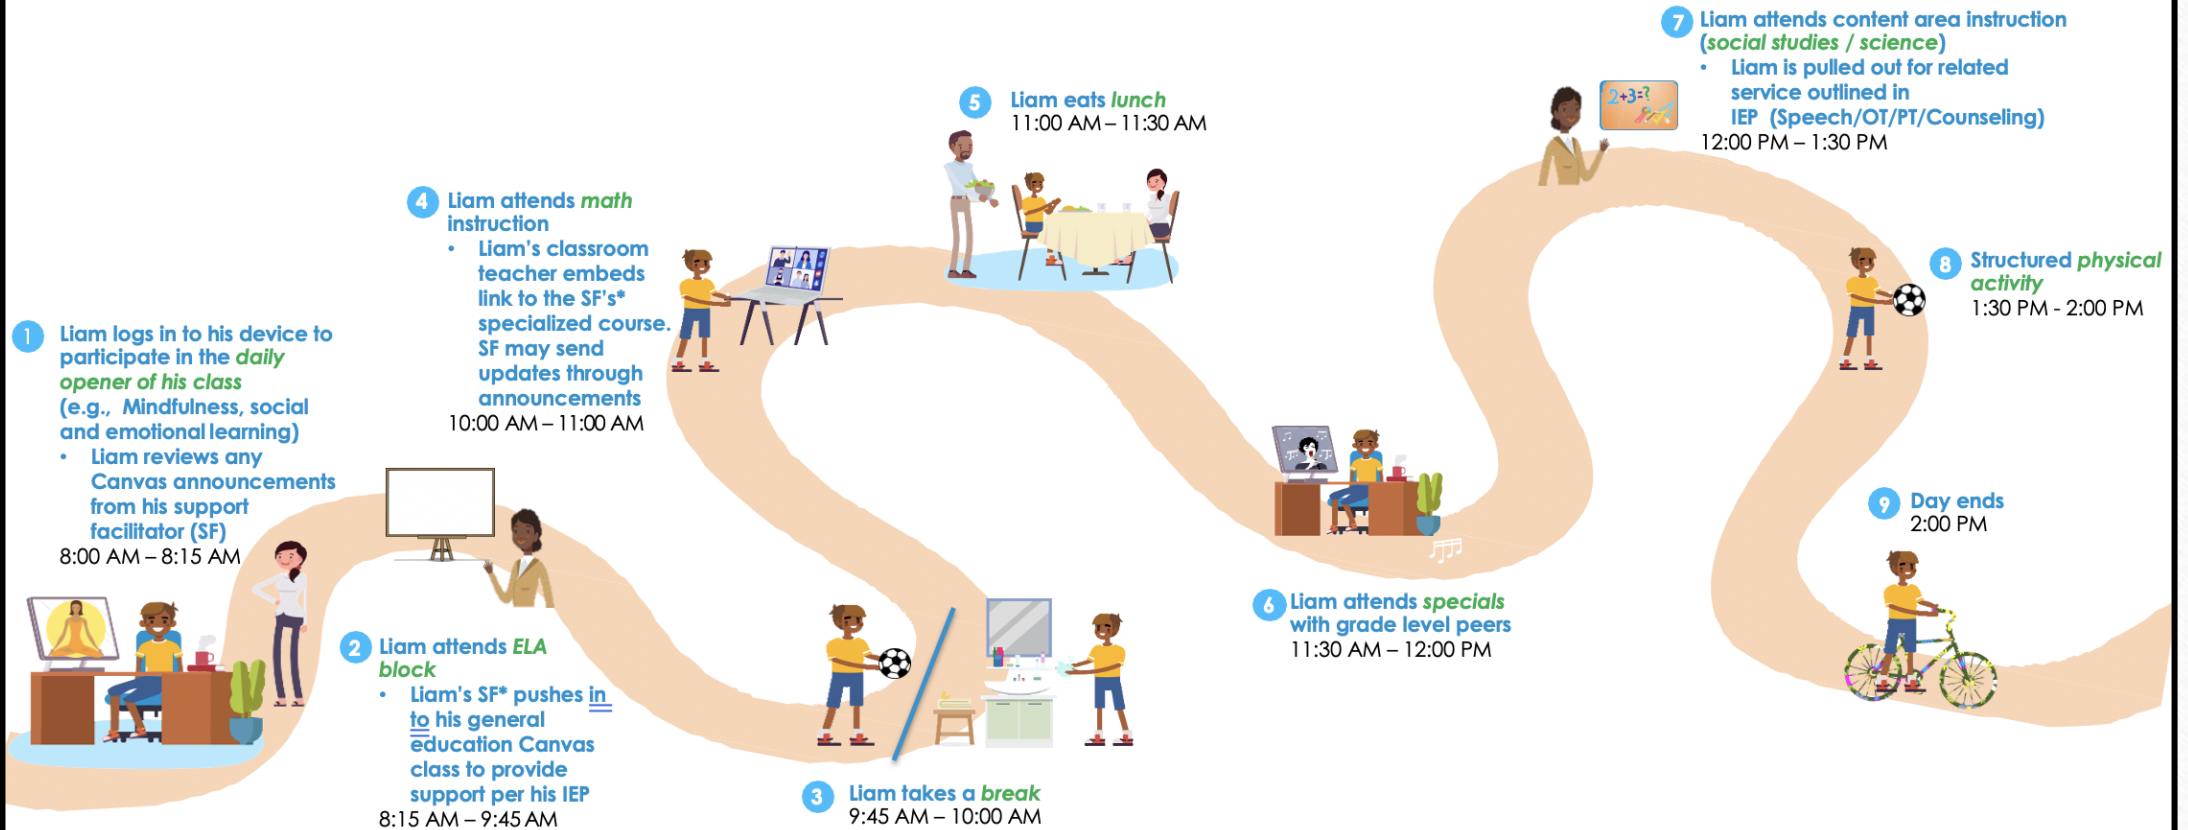 1 Liam logs in to his device to
participate in the daily
opener of his class
(e.g., Mindfulness, social
and emotional learning)
• Liam reviews any
Canvas announcements
from his support
facilitator (SF)
8:00 AM – 8:15 AM
2 Liam attends ELA
block
• Liam's SF* pushes in
to his general
education Canvas
class to provide
support per his IEP
8:15 AM – 9:45 AM
3 Liam takes a break
9:45 AM – 10:00 AM
4 Liam attends math
instruction
• Liam's classroom
teacher embeds
link to the SF's*
specialized course.
SF may send
updates through
announcements
10:00 AM – 11:00 AM
5 Liam eats lunch
11:00 AM – 11:30 AM
6 Liam attends specials
with grade level peers
11:30 AM – 12:00 PM
7 Liam attends content area instruction
(social studies / science)
• Liam is pulled out for related
service outlined in
IEP (Speech/OT/PT/Counseling)
12:00 PM – 1:30 PM
2+3=?
8 Structured physical
activity
1:30 PM - 2:00 PM
9 Day ends
2:00 PM